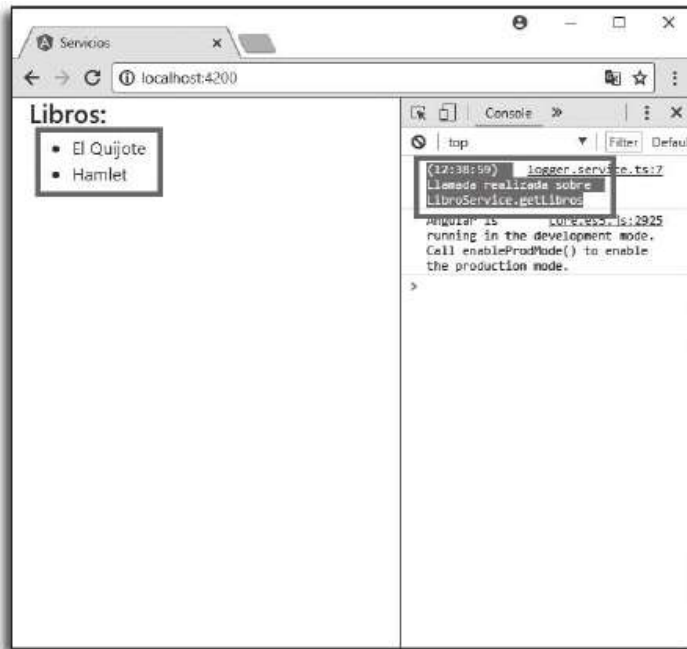 Servicios
localhost:4200
Libros:
El Quijote
Hamlet
Console
top
Filter Defaul
(12:38:59) logger.service.ts:7
Llamada realizada sobre
LibroService.getLibros
Angular is core.es5.js:2925
running in the development mode.
Call enableProdMode() to enable
the production mode.